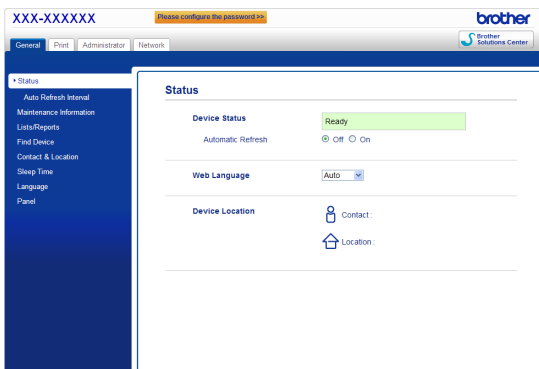 XXX-XXXXXX
Please configure the password >>
brother
General Print Administrator Network
Brother
Solutions Center
Status
Auto Refresh Interval
Maintenance Information
Lists/Reports
Find Device
Contact & Location
Sleep Time
Language
Panel
Status
Device Status Ready
Automatic Refresh Off On
Web Language Auto
Device Location Contact :
Location :